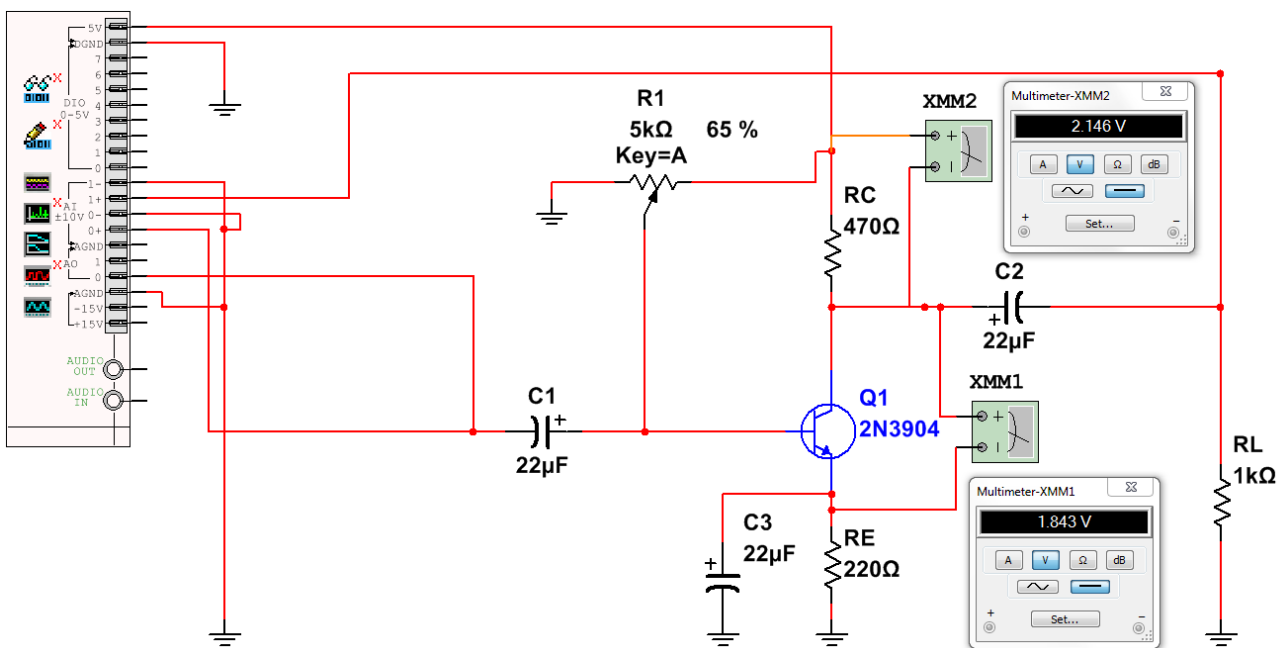 5V
DGND
7
6
5
DIO 4
0-5V 3
2
1
0
1-
1+
AI
±10V 0-
0+
AGND
AO 1
0
AGND
-15V
+15V
AUDIO
OUT
AUDIO
IN
X
X
X
X
R1
5kΩ 65 %
Key=A
XMM2
+
Multimeter-XMM2
2.146 V
A V Ω dB
Set...
+ -
RC
470Ω
C2
+
22µF
XMM1
+
C1
+
22µF
Q1
2N3904
RL
1kΩ
Multimeter-XMM1
1.843 V
A V Ω dB
Set...
+ -
C3
22µF
+
RE
220Ω